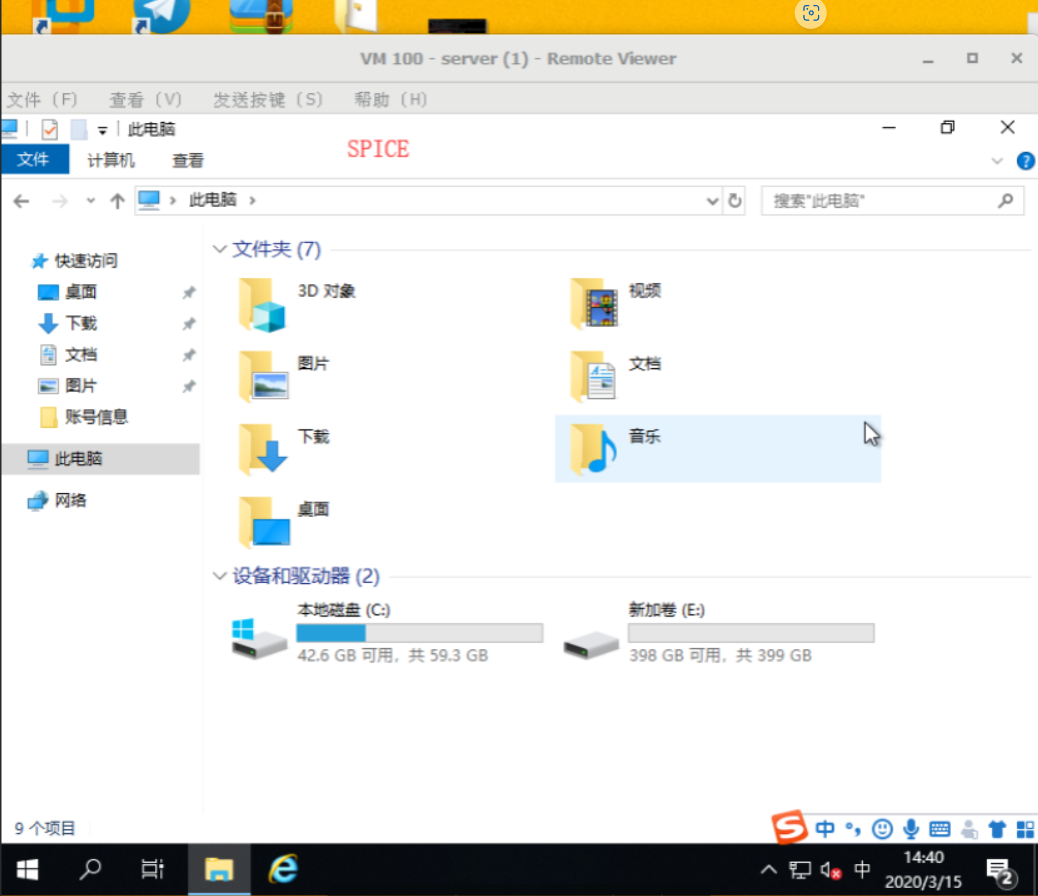 VM 100 - server (1) - Remote Viewer
文件 (F) 查看 (V) 发送按键 (S) 帮助 (H)
此电脑
SPICE
文件 计算机 查看
此电脑
搜索"此电脑"
快速访问
桌面
下载
文档
图片
账号信息
此电脑
网络
文件夹 (7)
3D 对象
视频
图片
文档
下载
音乐
桌面
设备和驱动器 (2)
本地磁盘 (C:)
42.6 GB 可用，共 59.3 GB
新加卷 (E:)
398 GB 可用，共 399 GB
9 个项目
中
中
14:40
2020/3/15
2